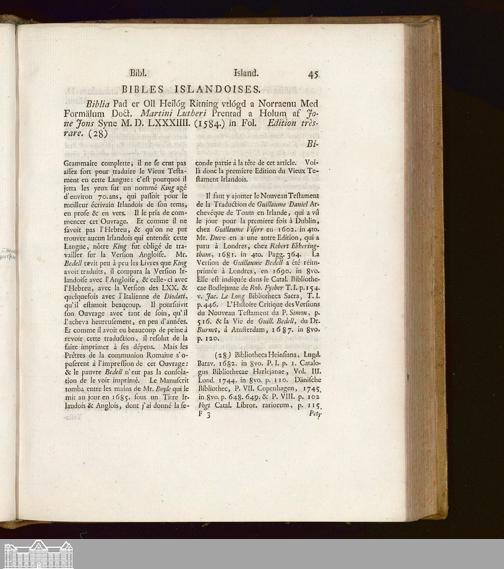 Bibl. Island. 45
BIBLES ISLANDOISES.
Biblia Pad er Oll Heilóg Ritning vtlógd a Norraenu Med
Formálum Doct. Martini Lutheri Prentad a Holum af Jo-
ne Jons Syne M. D. LXXXIIII. (1584.) in Fol. Edition très-
rare. (28)
Bi-
Grammaire complette, il ne se crut pas
assez fort pour traduire le Vieux Testa-
ment en cette Langue: c'est pourquoi il
jetta les yeux sur un nommé King agé
d'environ 70. ans, qui passoit pour le
meilleur écrivain Irlandois de son tems,
en prose & en vers. Il le pria de com-
mencer cet Ouvrage. Et comme il ne
savoit pas l'Hebreu, & qu'on ne put
trouver aucun Irlandois qui entendit cette
Langue, nôtre King fut obligé de tra-
vailler sur la Version Angloise. Mr.
Bedell revit peu à peu les Livres que King
avoit traduits, il compara la Version Ir-
landoise avec l'Angloise, & celle-ci avec
l'Hebreu, avec la Version des LXX. &
quelquefois avec l'Italienne de Diodati,
qu'il estimoit beaucoup. Il poursuivit
son Ouvrage avec tant de soin, qu'il
l'acheva heureusement, en peu d'années.
Et comme il avoit eu beaucoup de peine à
revoir cette traduction, il resolut de la
faire imprimer à ses dépens. Mais les
Prêtres de la communion Romaine s'o-
poserent à l'impression de cet Ouvrage:
& le pauvre Bedell n'eut pas la consola-
tion de le voir imprimé. Le Manuscrit
tomba entre les mains de Mr. Boyle qui le
mit au jour en 1685. sous un Titre Ir-
landois & Anglois, dont j'ai donné la se-
conde partie à la tête de cet article. Voi-
là donc la premiere Edition du Vieux Te-
stament Irlandois.
Il faut y ajouter le Nouveau Testament
de la Traduction de Guillaume Daniel Ar-
chevêque de Toum en Irlande, qui a vû
le jour pour la premiere fois à Dublin,
chez Guillaume Usserr en 1602. in 4to.
Mr. Duve en a une autre Edition, qui a
paru à Londres, chez Robert Ebhering-
tham, 1681. in 4to. Pagg. 364. La
Version de Guillaume Bedell a été réim-
primée à Londres, en 1690. in 8vo.
Elle est indiquée dans le Catal. Bibliothe-
cae Bodlejanae de Rob. Fysher T. I. p. 154.
v. Jac. Le Long Bibliotheca Sacra, T. I.
p. 446. L'Histoire Critique des Versions
du Nouveau Testament du P. Simon, p.
516. & la Vie de Guill. Bedell, du Dr.
Burnet, à Amsterdam, 1687. in 8vo.
p. 120.
(28) Bibliotheca Heinsiana. Lugd.
Batav. 1682. in 8vo. P. I. p. 1. Catalo-
gus Bibliothecae Harlejanae, Vol. III.
Lond. 1744. in 8vo. p. 110. Dänische
Bibliothec, P. VII. Copenhagen, 1745.
in 8vo. p. 648. 649. & P. VIII. p. 102
Vogt Catal. Libror. rariorum, p. 115.
F 3 Petr